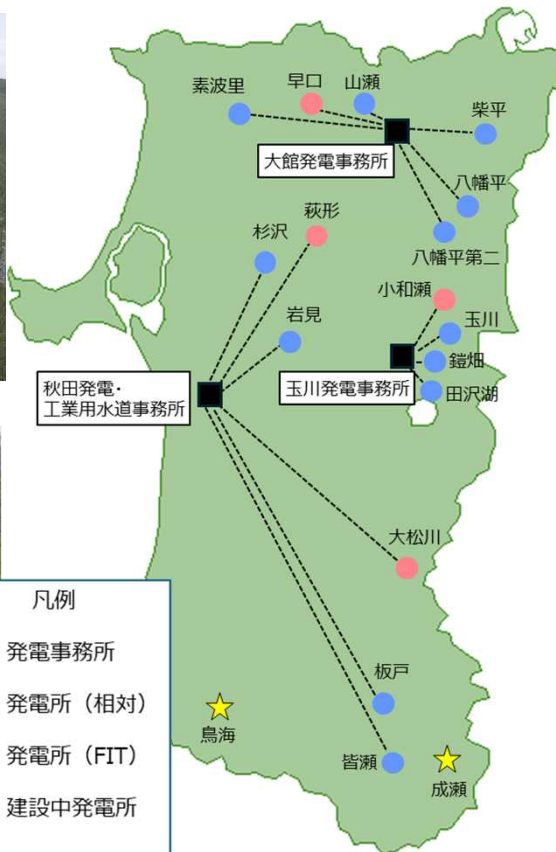 素波里
早口
山瀬
柴平
大館発電事務所
八幡平
萩形
杉沢
八幡平第二
小和瀬
岩見
玉川
鎧畑
秋田発電・
工業用水道事務所
玉川発電事務所
田沢湖
大松川
凡例
発電事務所
板戸
発電所（相対）
鳥海
発電所（FIT）
皆瀬
成瀬
建設中発電所